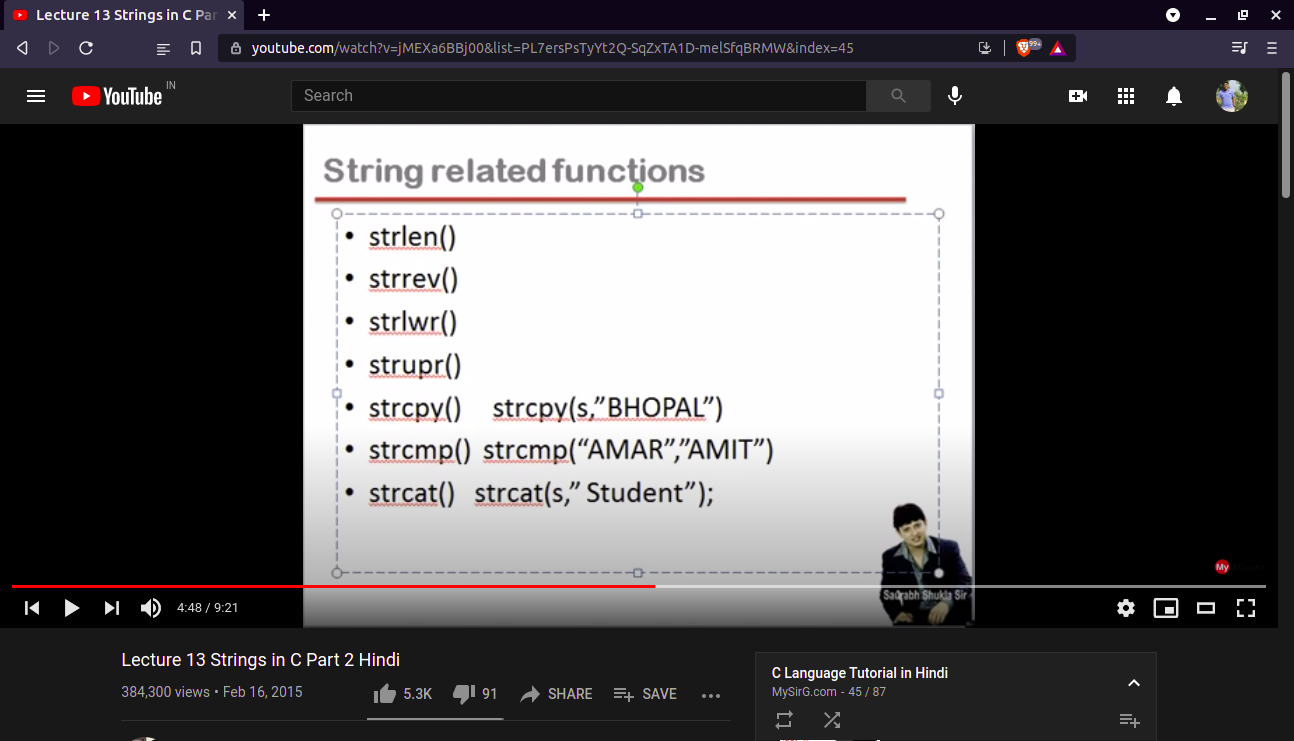 Lecture 13 Strings in C Par
youtube.com/watch?v=jMEXa6BBj00&list=PL7ersPsTyYt2Q-SqZxTA1D-melSfqBRMW&index=45
99+
YouTube IN
Search
String related functions
• strlen()
• strrev()
• strlwr()
• strupr()
• strcpy() strcpy(s,”BHOPAL”)
• strcmp() strcmp(“AMAR”,”AMIT”)
• strcat() strcat(s,” Student”);
My
Saurabh Shukla Sir
4:48 / 9:21
Lecture 13 Strings in C Part 2 Hindi
384,300 views • Feb 16, 2015
5.3K 91 SHARE SAVE
C Language Tutorial in Hindi
MySirG.com - 45 / 87